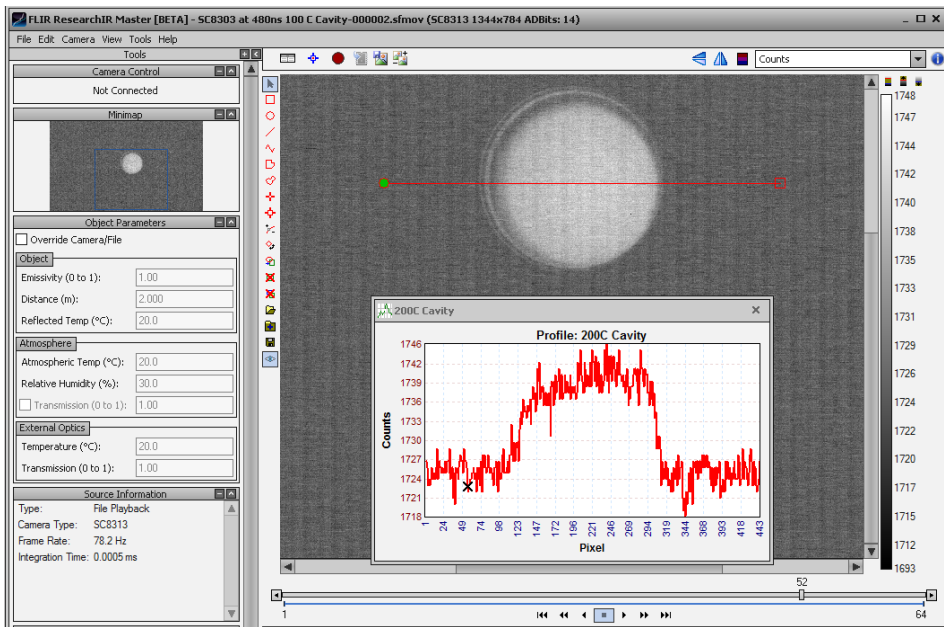 FLIR ResearchIR Master [BETA] - SC8303 at 480ns 100 C Cavity-000002.sfmov (SC8313 1344x784 ADBits: 14)
File Edit Camera View Tools Help
Tools
Camera Control
Not Connected
Minimap
Object Parameters
Override Camera/File
Object
Emissivity (0 to 1): 1.00
Distance (m): 2.000
Reflected Temp (°C): 20.0
Atmosphere
Atmospheric Temp (°C): 20.0
Relative Humidity (%): 30.0
Transmission (0 to 1): 1.00
External Optics
Temperature (°C): 20.0
Transmission (0 to 1): 1.00
Source Information
Type: File Playback
Camera Type: SC8313
Frame Rate: 78.2 Hz
Integration Time: 0.0005 ms
Counts
1748
1747
1744
1742
1740
1738
1735
1733
1731
1729
1726
1724
1722
1720
1717
1715
1712
1693
200C Cavity
Profile: 200C Cavity
Counts
1746
1742
1739
1736
1733
1730
1727
1724
1721
1718
1 24 49 74 98 123 147 172 196 221 246 269 294 319 344 368 393 418 443
Pixel
52
1 64